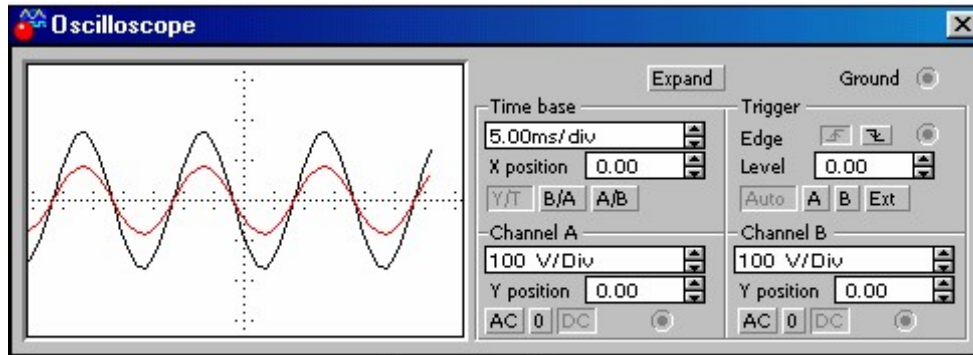 Oscilloscope
Expand
Ground
Time base
5.00ms/div
X position 0.00
Y/T B/A A/B
Trigger
Edge
Level 0.00
Auto A B Ext
Channel A
100 V/Div
Y position 0.00
AC 0 DC
Channel B
100 V/Div
Y position 0.00
AC 0 DC